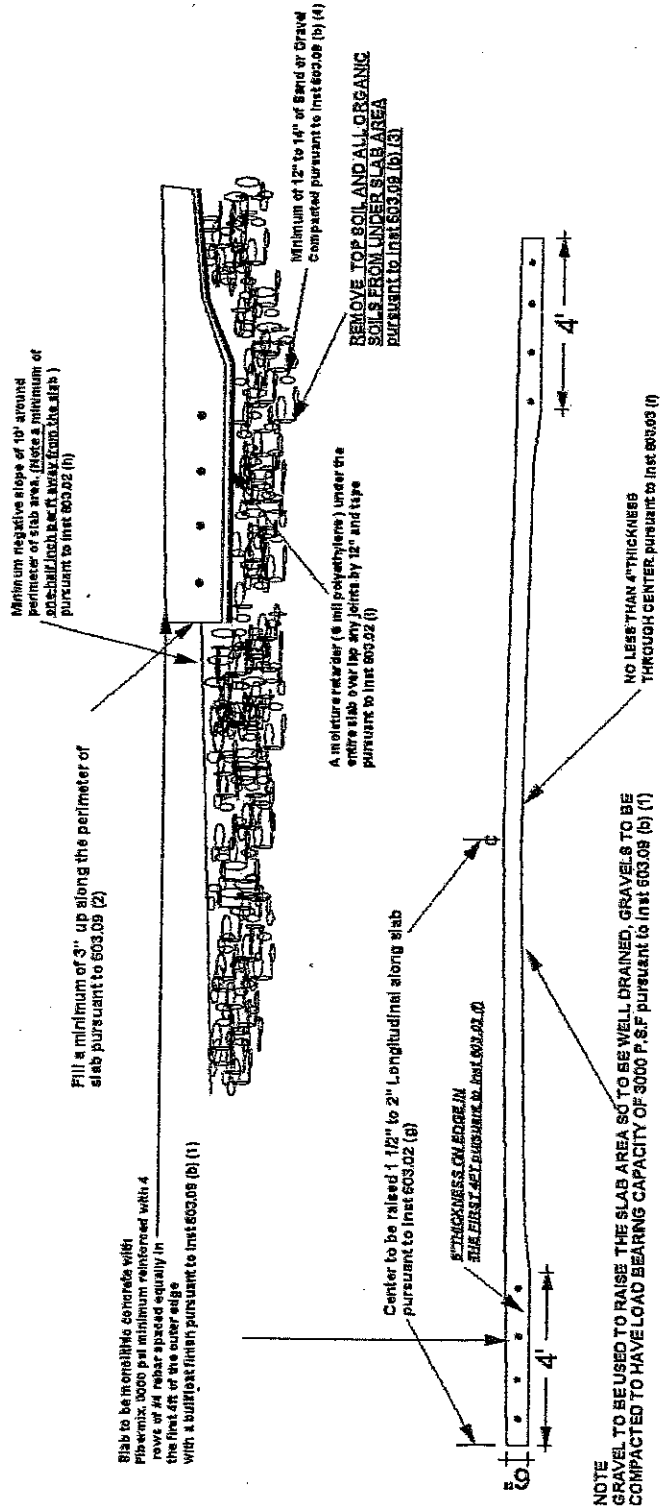 Slab to be monolithic concrete with
Fibermix, 3000 psi minimum reinforced with 4
rows of #4 rebar spaced equally in
the first 4ft of the outer edge
with a bullfloat finish pursuant to Inst 603.09 (b) (1)
Fill a minimum of 3" up along the perimeter of
slab pursuant to 603.09 (2)
Minimum negative slope of 10' around
perimeter of slab area. (Note a minimum of
one-half inch per ft away from the slab )
pursuant to Inst 603.02 (h)
A moisture retarder (6 mil polyethylene) under the
entire slab over lap any joints by 12" and tape
pursuant to Inst 603.02 (i)
Minimum of 12" to 14" of Sand or Gravel
Compacted pursuant to Inst 603.09 (b) (4)
REMOVE TOP SOIL AND ALL ORGANIC
SOILS FROM UNDER SLAB AREA
pursuant to Inst 603.09 (b) (3)
Center to be raised 1 1/2" to 2" Longitudinal along slab
pursuant to Inst 603.02 (g)
6" THICKNESS ON EDGE IN
THE FIRST 4FT pursuant to Inst 603.03 (f)
6"
4'
4'
NO LESS THAN 4" THICKNESS
THROUGH CENTER pursuant to Inst 603.03 (f)
NOTE
GRAVEL TO BE USED TO RAISE THE SLAB AREA SO TO BE WELL DRAINED, GRAVELS TO BE
COMPACTED TO HAVE LOAD BEARING CAPACITY OF 3000 P.S.F pursuant to Inst 603.09 (b) (1)